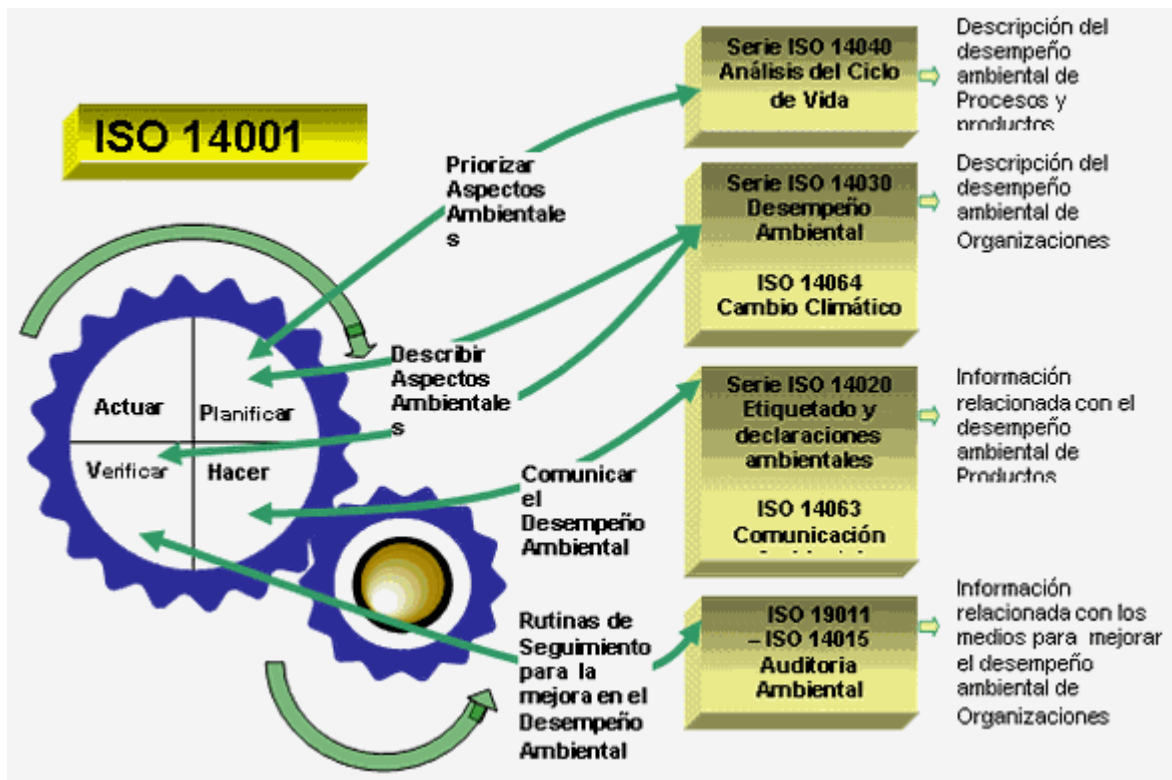 ISO 14001
Priorizar
Aspectos
Ambientale
s
Describir
Aspectos
Ambientale
s
Actuar
Planificar
Verificar
Hacer
Comunicar
el
Desempeño
Ambiental
Rutinas de
Seguimiento
para la
mejora en el
Desempeño
Ambiental
Serie ISO 14040
Análisis del Ciclo
de Vida
Descripción del
desempeño
ambiental de
Procesos y
productos
Serie ISO 14030
Desempeño
Ambiental
ISO 14064
Cambio Climático
Descripción del
desempeño
ambiental de
Organizaciones
Serie ISO 14020
Etiquetado y
declaraciones
ambientales
ISO 14063
Comunicación
Información
relacionada con el
desempeño
ambiental de
Productos
ISO 19011
– ISO 14015
Auditoria
Ambiental
Información
relacionada con los
medios para mejorar
el desempeño
ambiental de
Organizaciones